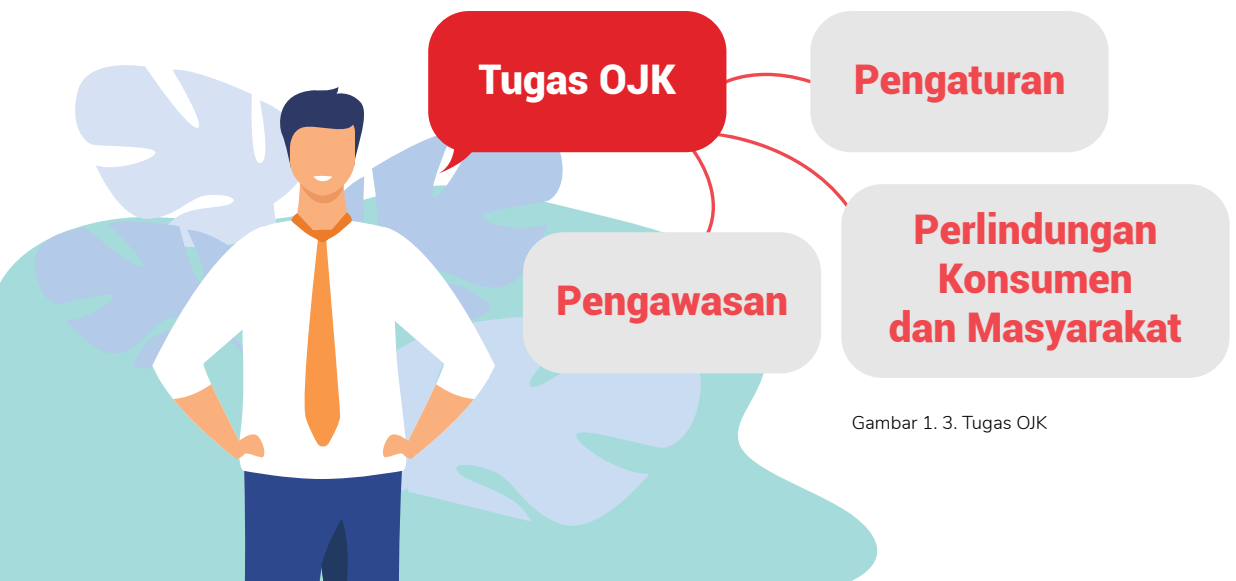 Tugas OJK
Pengaturan
Perlindungan
Konsumen
dan Masyarakat
Pengawasan
Gambar 1. 3. Tugas OJK